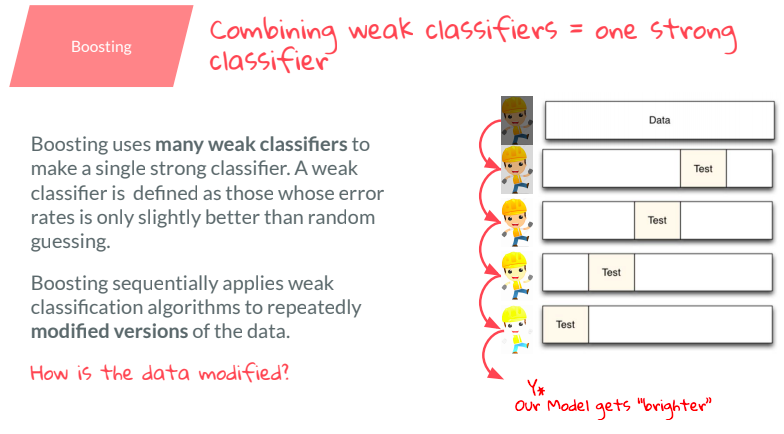 Boosting
Combining weak classifiers = one strong
classifier
Boosting uses many weak classifiers to
make a single strong classifier. A weak
classifier is defined as those whose error
rates is only slightly better than random
guessing.
Boosting sequentially applies weak
classification algorithms to repeatedly
modified versions of the data.
How is the data modified?
Data
Test
Test
Test
Test
Y*
Our Model gets "brighter"